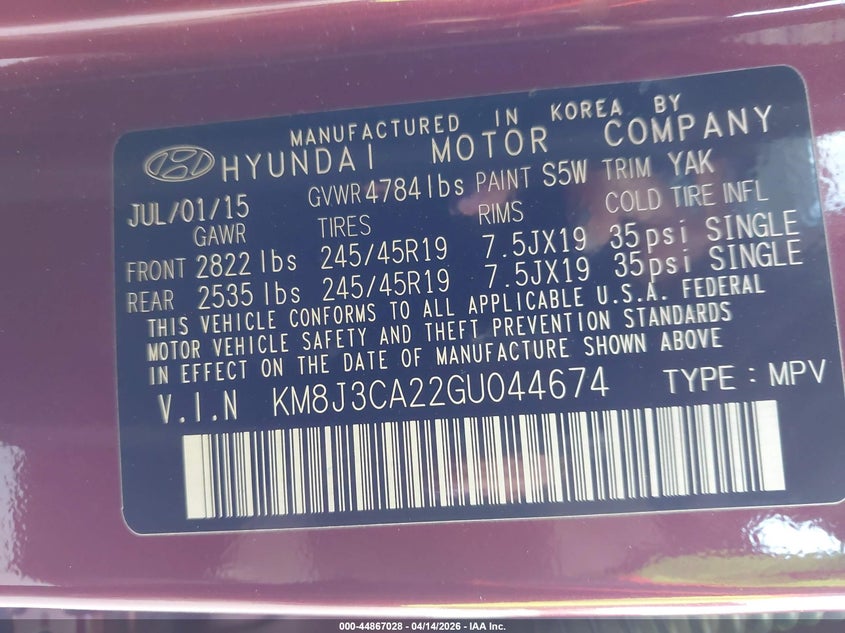 MANUFACTURED IN KOREA BY
HYUNDAI MOTOR COMPANY
JUL/01/15 GVWR 4784 lbs PAINT S5W TRIM YAK
GAWR TIRES RIMS COLD TIRE INFL
FRONT 2822 lbs 245/45R19 7.5JX19 35psi SINGLE
REAR 2535 lbs 245/45R19 7.5JX19 35psi SINGLE
THIS VEHICLE CONFORMS TO ALL APPLICABLE U.S.A. FEDERAL
MOTOR VEHICLE SAFETY AND THEFT PREVENTION STANDARDS
IN EFFECT ON THE DATE OF MANUFACTURE SHOWN ABOVE
V.I.N KM8J3CA22GU044674 TYPE : MPV
000-44867028 - 04/14/2026 - IAA Inc.